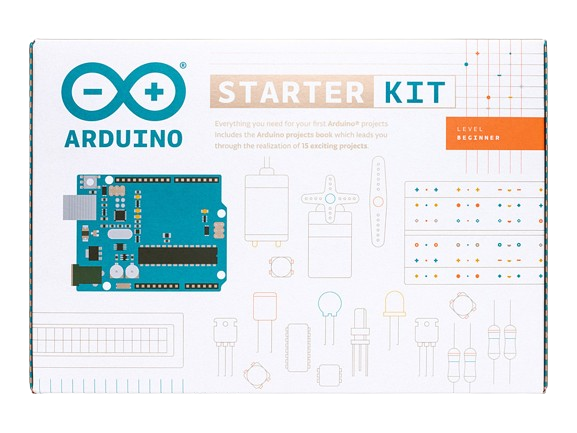 ARDUINO
STARTER KIT
Everything you need for your first Arduino® projects
Includes the Arduino projects book which leads you
through the realization of 15 exciting projects
LEVEL
BEGINNER